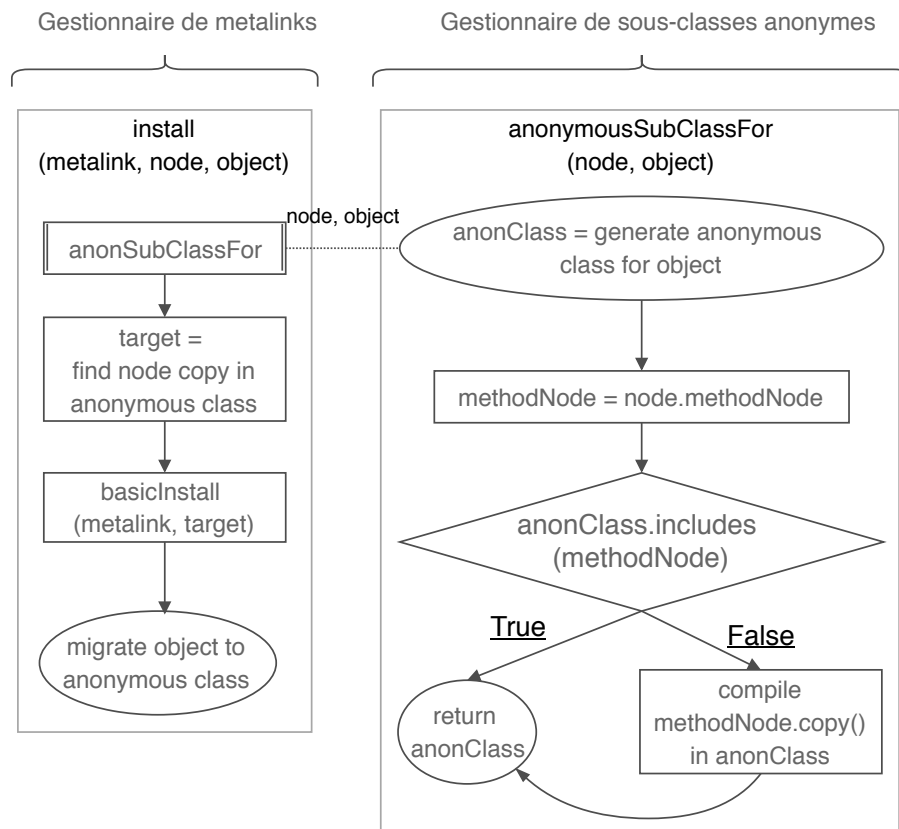 Gestionnaire de metalinks
Gestionnaire de sous-classes anonymes
install
(metalink, node, object)
anonSubClassFor
target =
find node copy in
anonymous class
basicInstall
(metalink, target)
migrate object to
anonymous class
node, object
anonymousSubClassFor
(node, object)
anonClass = generate anonymous
class for object
methodNode = node.methodNode
anonClass.includes
(methodNode)
True
False
return
anonClass
compile
methodNode.copy()
in anonClass